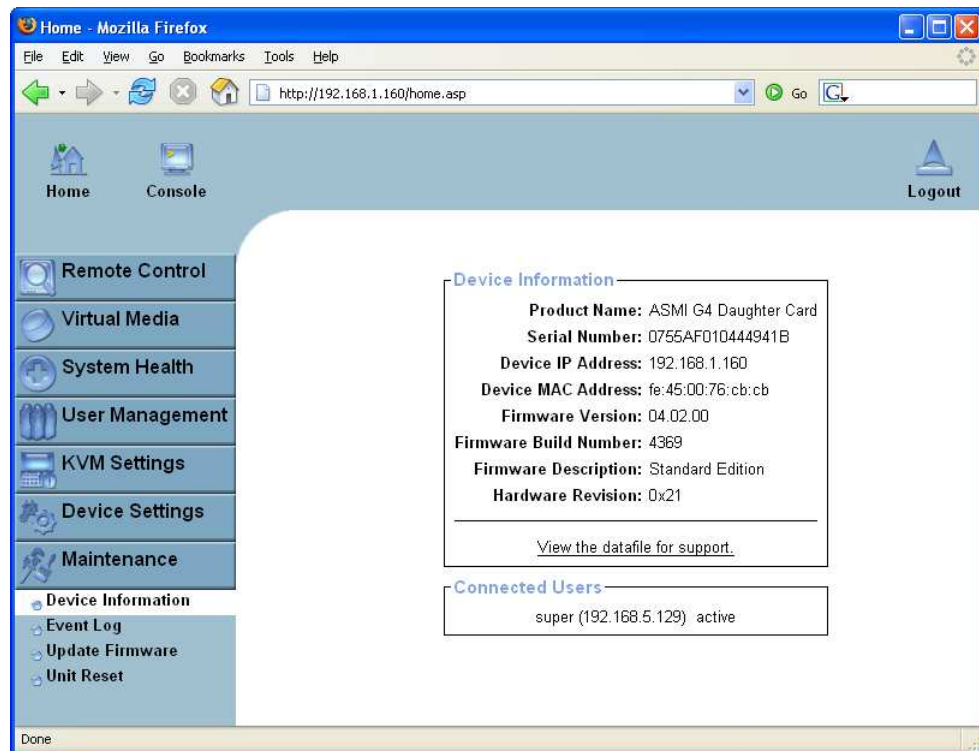 Home - Mozilla Firefox
File Edit View Go Bookmarks Tools Help
http://192.168.1.160/home.asp Go G
Home Console Logout
Remote Control
Virtual Media
System Health
User Management
KVM Settings
Device Settings
Maintenance
Device Information
Event Log
Update Firmware
Unit Reset
Device Information
Product Name: ASMI G4 Daughter Card
Serial Number: 0755AF010444941B
Device IP Address: 192.168.1.160
Device MAC Address: fe:45:00:76:cb:cb
Firmware Version: 04.02.00
Firmware Build Number: 4369
Firmware Description: Standard Edition
Hardware Revision: 0x21
View the datafile for support.
Connected Users
super (192.168.5.129) active
Done